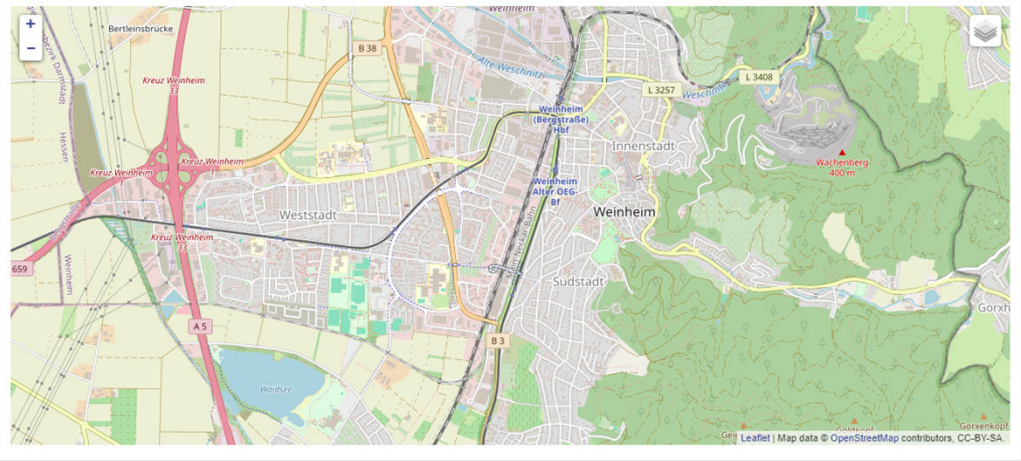 +
−
Bertleinsbrücke
Weinheim
B 38
Alte Weschnitz
L 3408
L 3257
Weschnitz
Kreuz Weinheim
33
Weinheim
(Bergstraße)
Hbf
Innenstadt
Wachenberg
400 m
Kreuz Weinheim
1
Kreuz Weinheim
1
Hessen
Weinheim
Alter OEG-
Bf
Weststadt
Weinheim
Kreuz Weinheim
33
659
Weinheim
Südstadt
Gorxh
A 5
B 3
Waidsee
Gorxenkopf
Leaflet | Map data © OpenStreetMap contributors, CC-BY-SA.